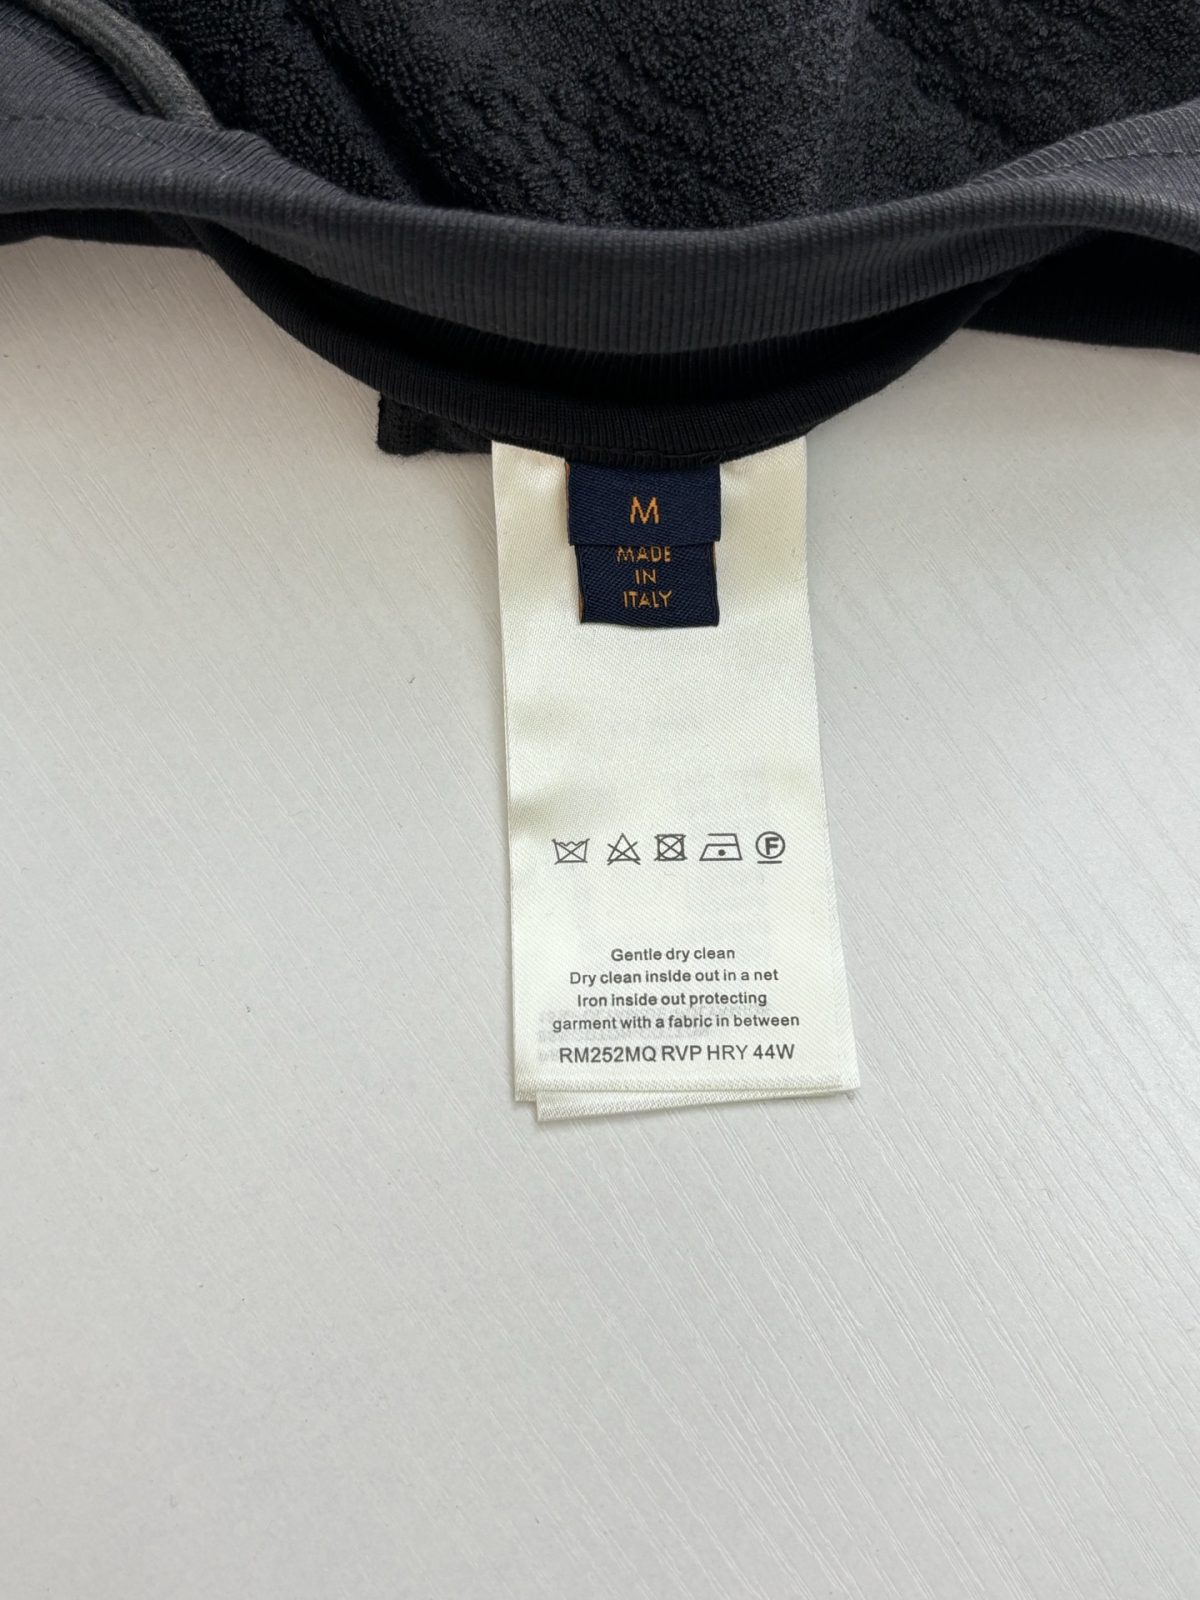 M
MADE
IN
ITALY
F
Gentle dry clean
Dry clean inside out in a net
Iron inside out protecting
garment with a fabric in between
RM252MQ RVP HRY 44W